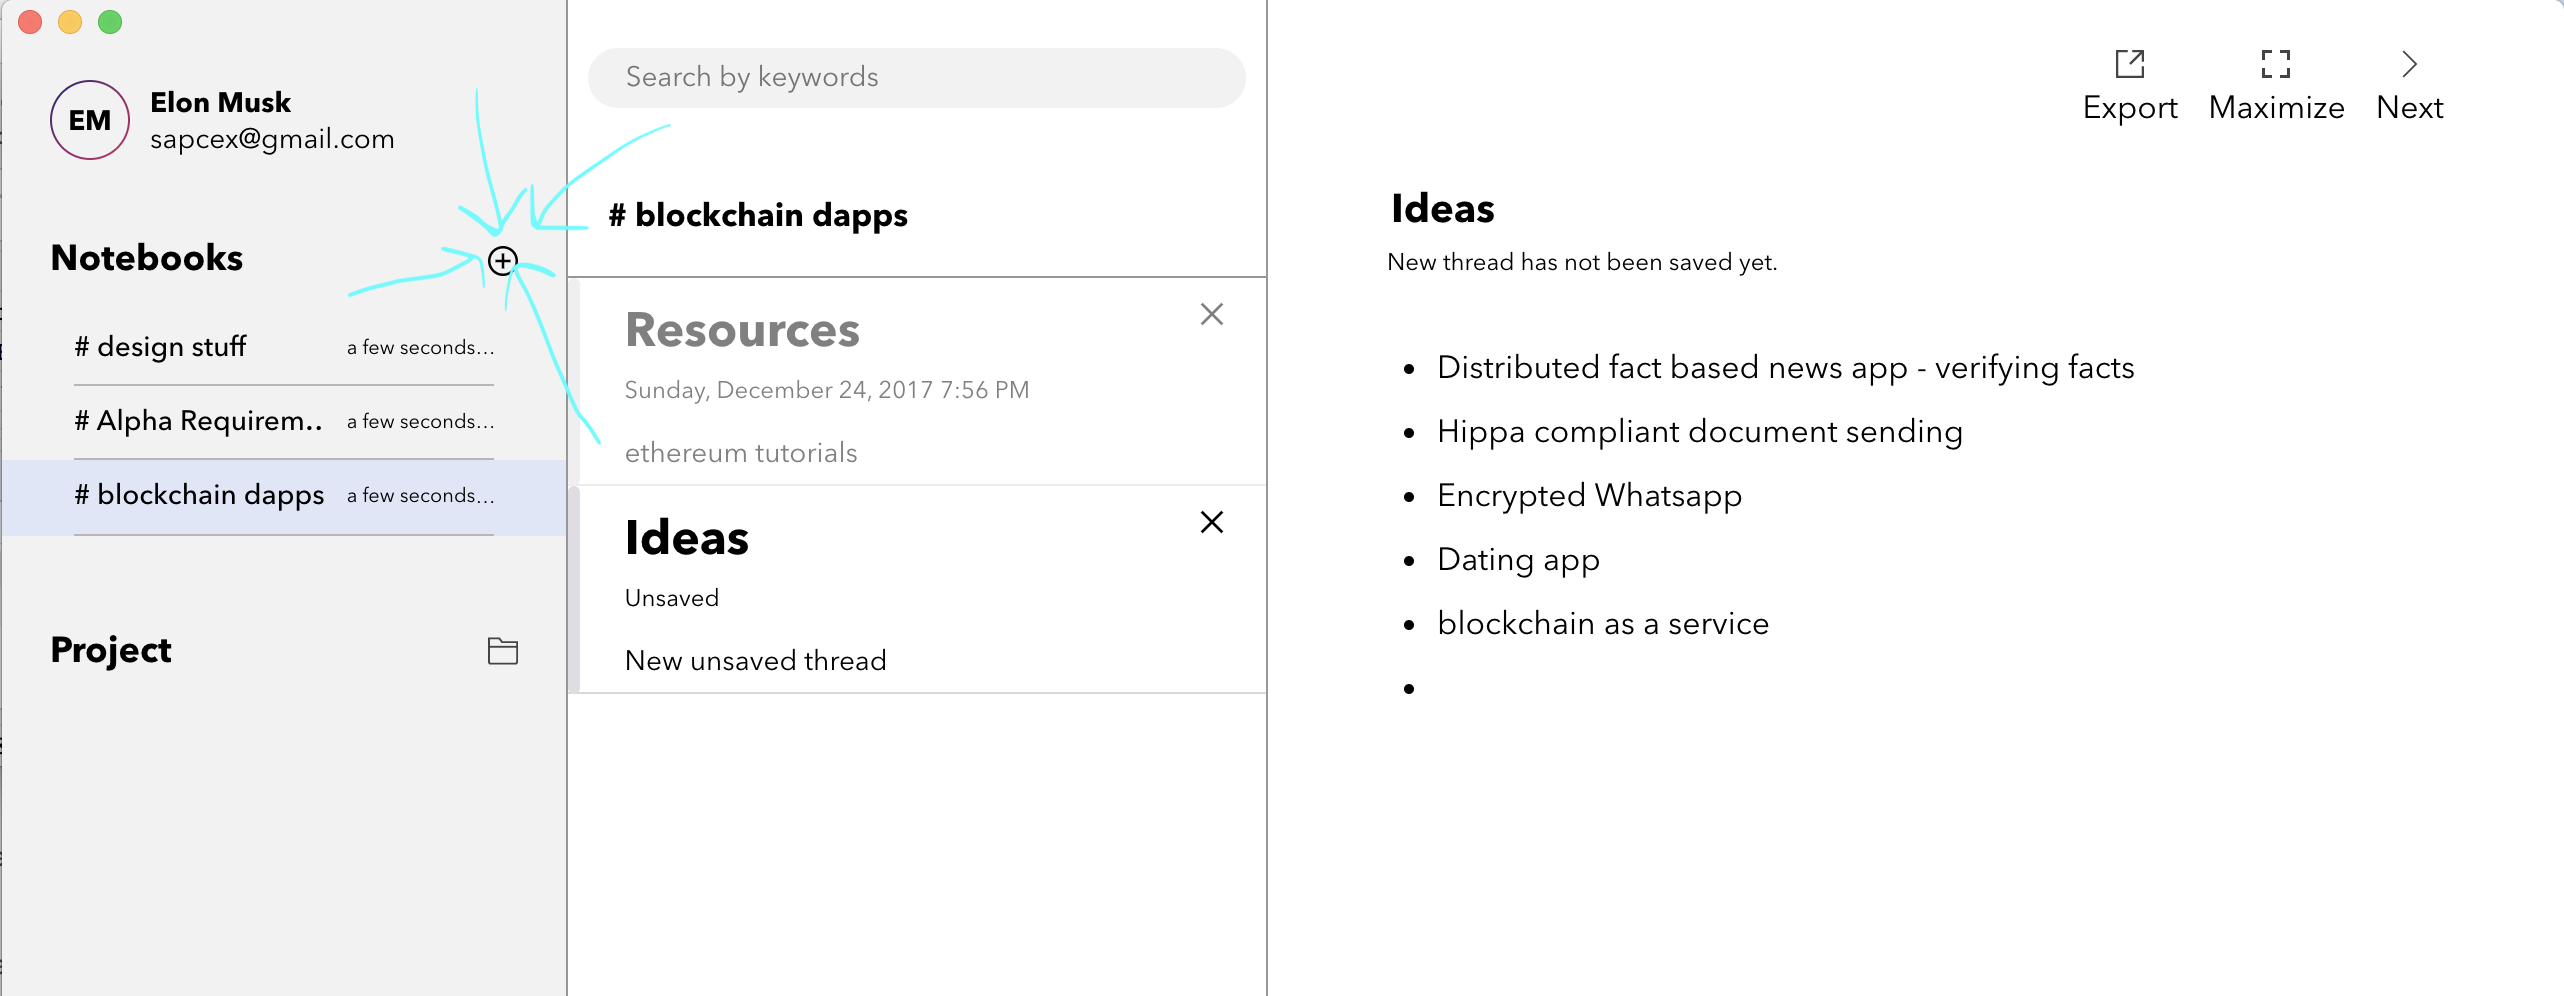 EM
Elon Musk
sapcex@gmail.com
Notebooks
# design stuff a few seconds...
# Alpha Requirem.. a few seconds...
# blockchain dapps a few seconds...
Project
Search by keywords
# blockchain dapps
Resources
Sunday, December 24, 2017 7:56 PM
ethereum tutorials
Ideas
Unsaved
New unsaved thread
Export Maximize Next
Ideas
New thread has not been saved yet.
• Distributed fact based news app - verifying facts
• Hippa compliant document sending
• Encrypted Whatsapp
• Dating app
• blockchain as a service
•